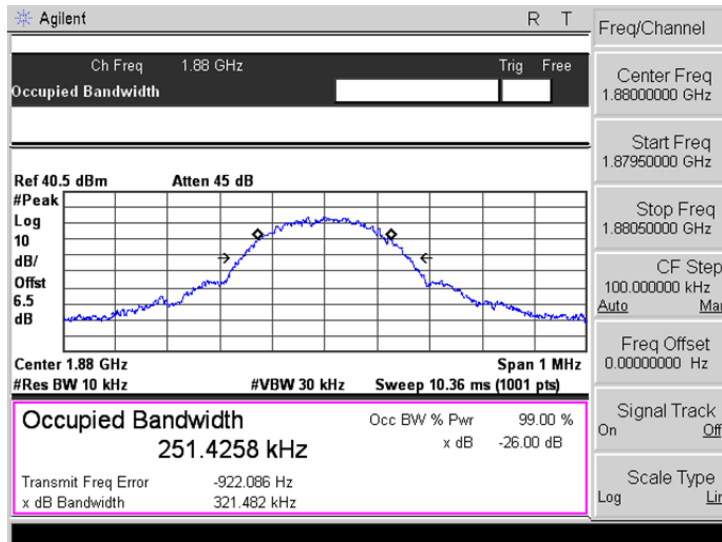 Agilent R T
Freq/Channel
Ch Freq 1.88 GHz Trig Free
Occupied Bandwidth
Center Freq
1.88000000 GHz
Start Freq
1.87950000 GHz
Stop Freq
1.88050000 GHz
CF Step
100.000000 kHz
Auto Man
Freq Offset
0.00000000 Hz
Signal Track
On Off
Scale Type
Log Lin
Ref 40.5 dBm Atten 45 dB
#Peak
Log
10
dB/
Offst
6.5
dB
Center 1.88 GHz Span 1 MHz
#Res BW 10 kHz #VBW 30 kHz Sweep 10.36 ms (1001 pts)
Occupied Bandwidth Occ BW % Pwr 99.00 %
251.4258 kHz x dB -26.00 dB
Transmit Freq Error -922.086 Hz
x dB Bandwidth 321.482 kHz